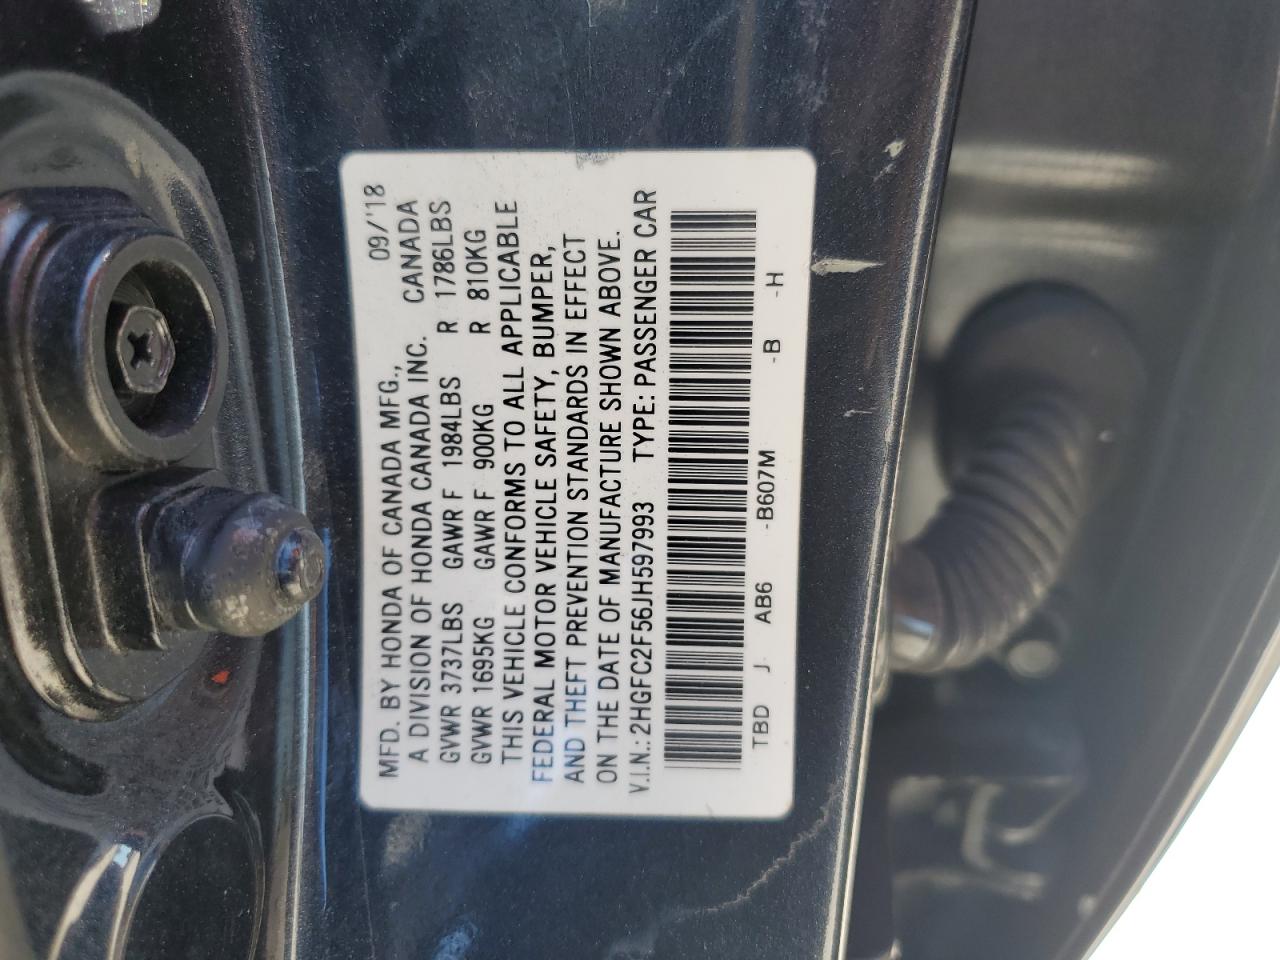 MFD. BY HONDA OF CANADA MFG., 09/'18
A DIVISION OF HONDA CANADA INC. CANADA
GVWR 3737LBS GAWR F 1984LBS R 1786LBS
GVWR 1695KG GAWR F 900KG R 810KG
THIS VEHICLE CONFORMS TO ALL APPLICABLE
FEDERAL MOTOR VEHICLE SAFETY, BUMPER,
AND THEFT PREVENTION STANDARDS IN EFFECT
ON THE DATE OF MANUFACTURE SHOWN ABOVE.
V.I.N.: 2HGFC2F56JH597993 TYPE: PASSENGER CAR
TBD J- AB6 -B607M -B -H